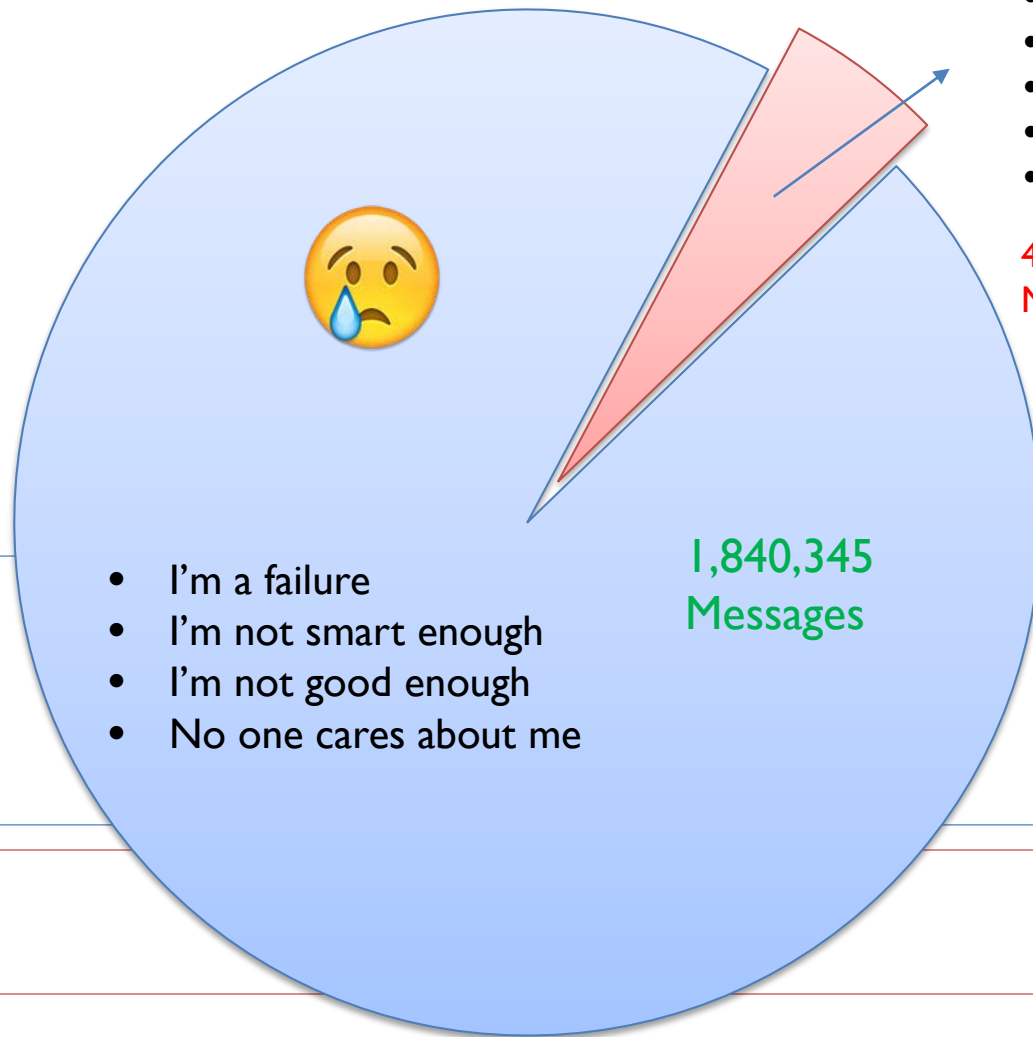 • I'm a failure
• I'm not smart enough
• I'm not good enough
• No one cares about me
1,840,345
Messages